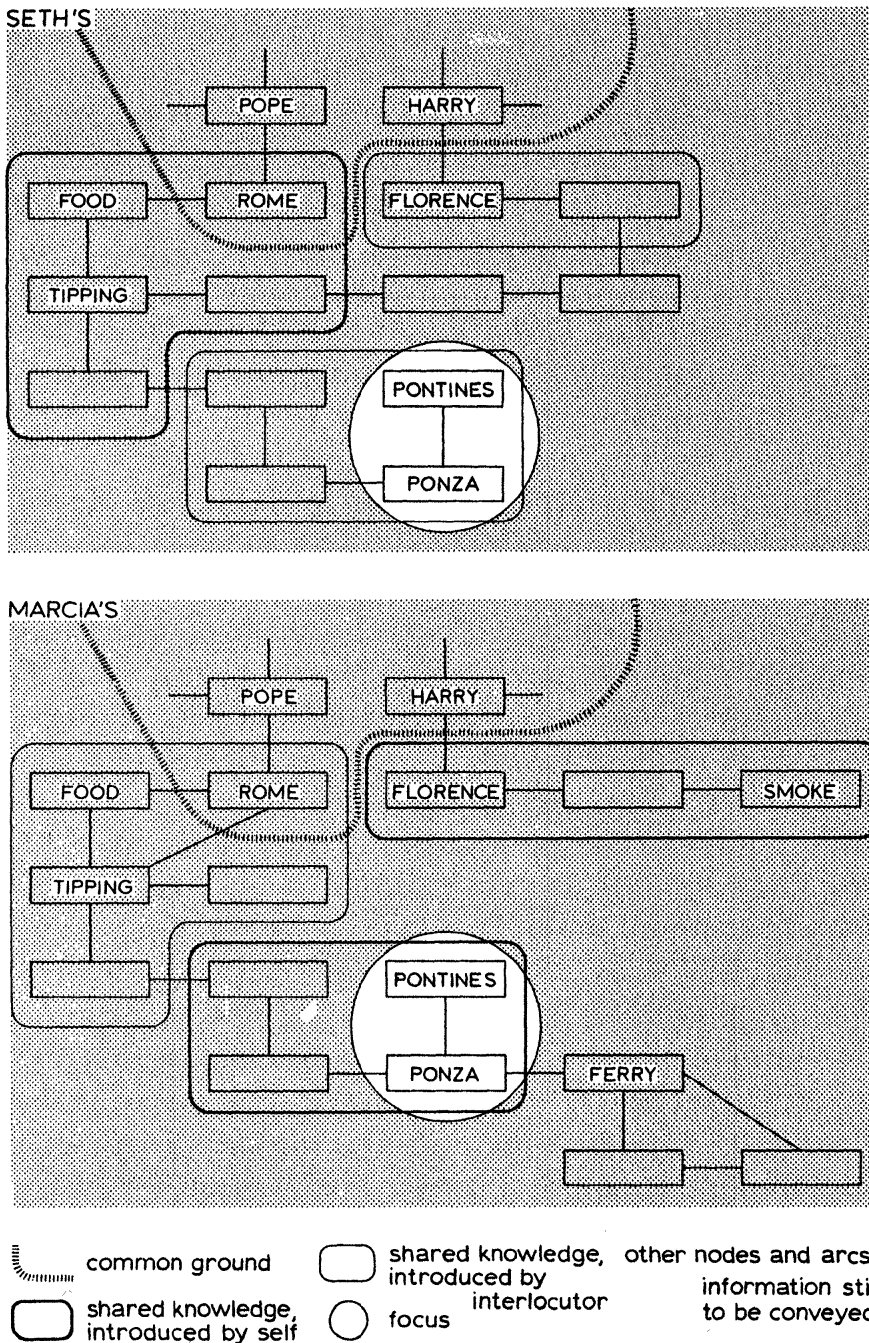 SETH'S
POPE
HARRY
FOOD
ROME
FLORENCE
TIPPING
PONTINES
PONZA
MARCIA'S
POPE
HARRY
FOOD
ROME
FLORENCE
SMOKE
TIPPING
PONTINES
PONZA
FERRY
common ground
shared knowledge,
introduced by self
shared knowledge,
introduced by
interlocutor
focus
other nodes and arcs
information sti
to be conveyed